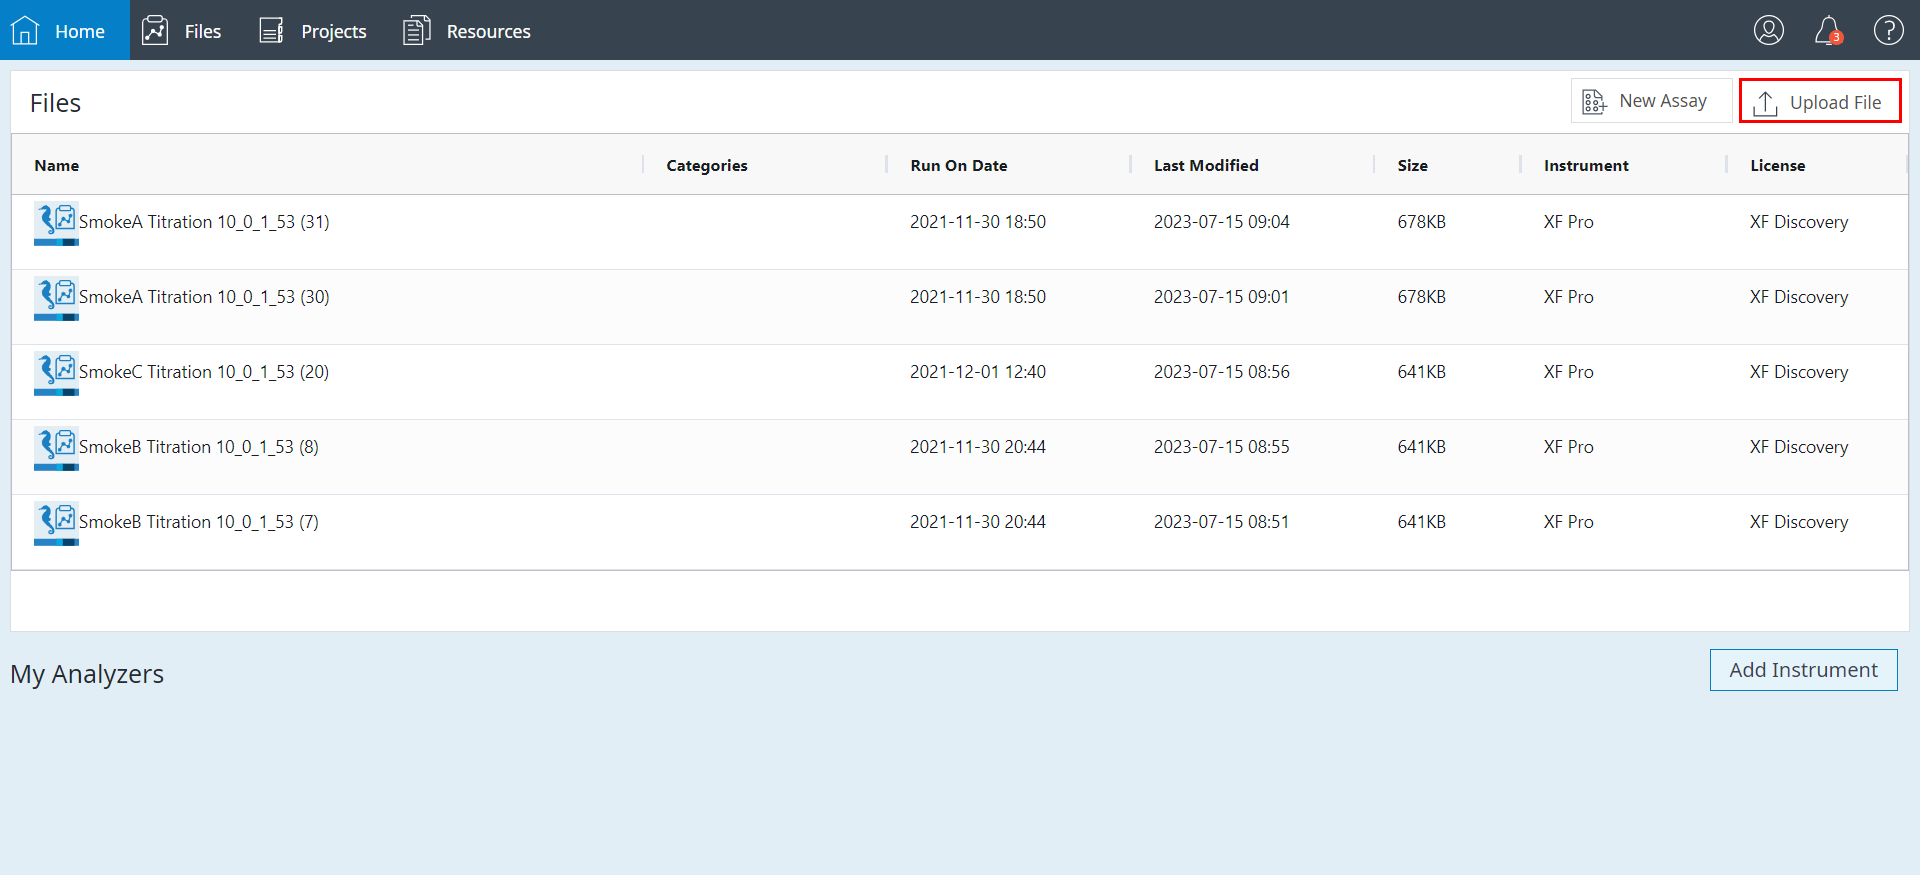 Home Files Projects Resources 3 ?
Files New Assay Upload File
Name Categories Run On Date Last Modified Size Instrument License
SmokeA Titration 10_0_1_53 (31) 2021-11-30 18:50 2023-07-15 09:04 678KB XF Pro XF Discovery
SmokeA Titration 10_0_1_53 (30) 2021-11-30 18:50 2023-07-15 09:01 678KB XF Pro XF Discovery
SmokeC Titration 10_0_1_53 (20) 2021-12-01 12:40 2023-07-15 08:56 641KB XF Pro XF Discovery
SmokeB Titration 10_0_1_53 (8) 2021-11-30 20:44 2023-07-15 08:55 641KB XF Pro XF Discovery
SmokeB Titration 10_0_1_53 (7) 2021-11-30 20:44 2023-07-15 08:51 641KB XF Pro XF Discovery
My Analyzers Add Instrument